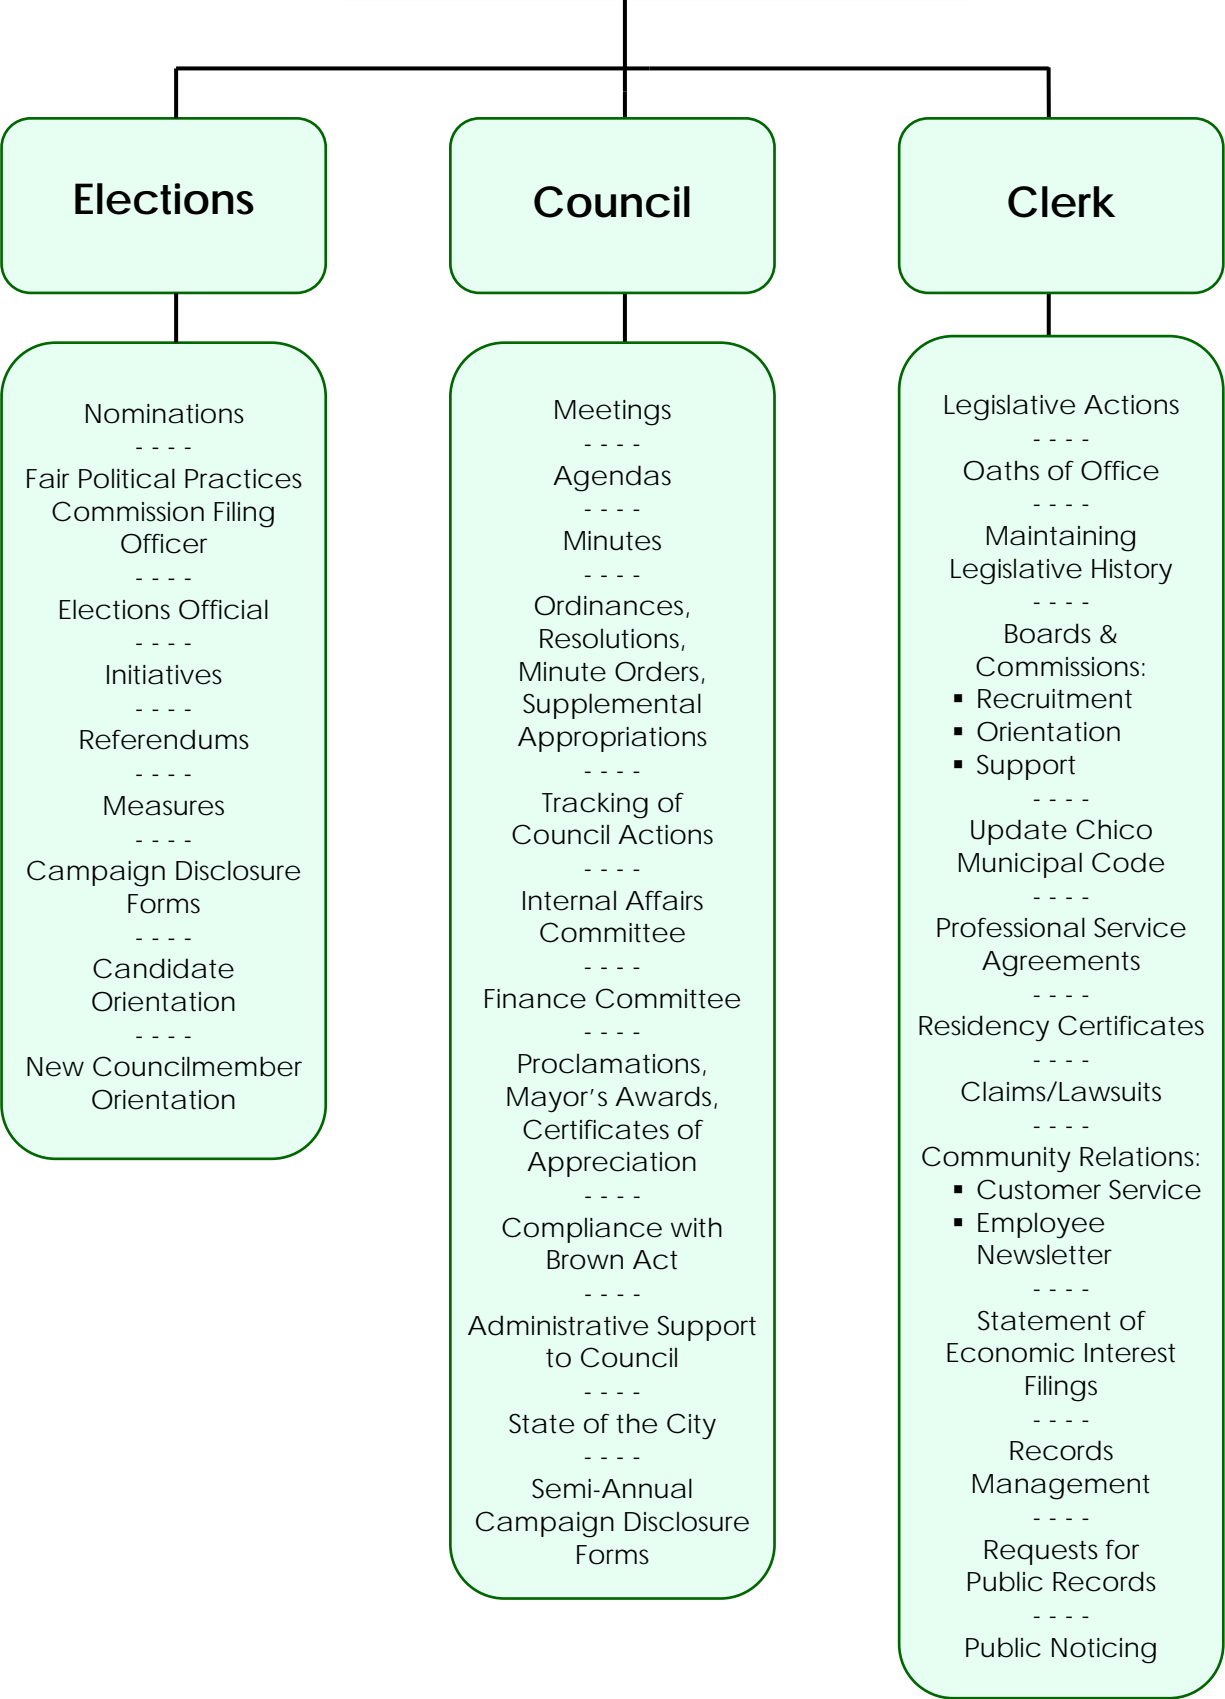 Elections
Nominations
- - - -
Fair Political Practices
Commission Filing
Officer
- - - -
Elections Official
- - - -
Initiatives
- - - -
Referendums
- - - -
Measures
- - - -
Campaign Disclosure
Forms
- - - -
Candidate
Orientation
- - - -
New Councilmember
Orientation
Council
Meetings
- - - -
Agendas
- - - -
Minutes
- - - -
Ordinances,
Resolutions,
Minute Orders,
Supplemental
Appropriations
- - - -
Tracking of
Council Actions
- - - -
Internal Affairs
Committee
- - - -
Finance Committee
- - - -
Proclamations,
Mayor’s Awards,
Certificates of
Appreciation
- - - -
Compliance with
Brown Act
- - - -
Administrative Support
to Council
- - - -
State of the City
- - - -
Semi-Annual
Campaign Disclosure
Forms
Clerk
Legislative Actions
- - - -
Oaths of Office
- - - -
Maintaining
Legislative History
- - - -
Boards &
Commissions:
▪ Recruitment
▪ Orientation
▪ Support
- - - -
Update Chico
Municipal Code
- - - -
Professional Service
Agreements
- - - -
Residency Certificates
- - - -
Claims/Lawsuits
- - - -
Community Relations:
▪ Customer Service
▪ Employee
Newsletter
- - - -
Statement of
Economic Interest
Filings
- - - -
Records
Management
- - - -
Requests for
Public Records
- - - -
Public Noticing